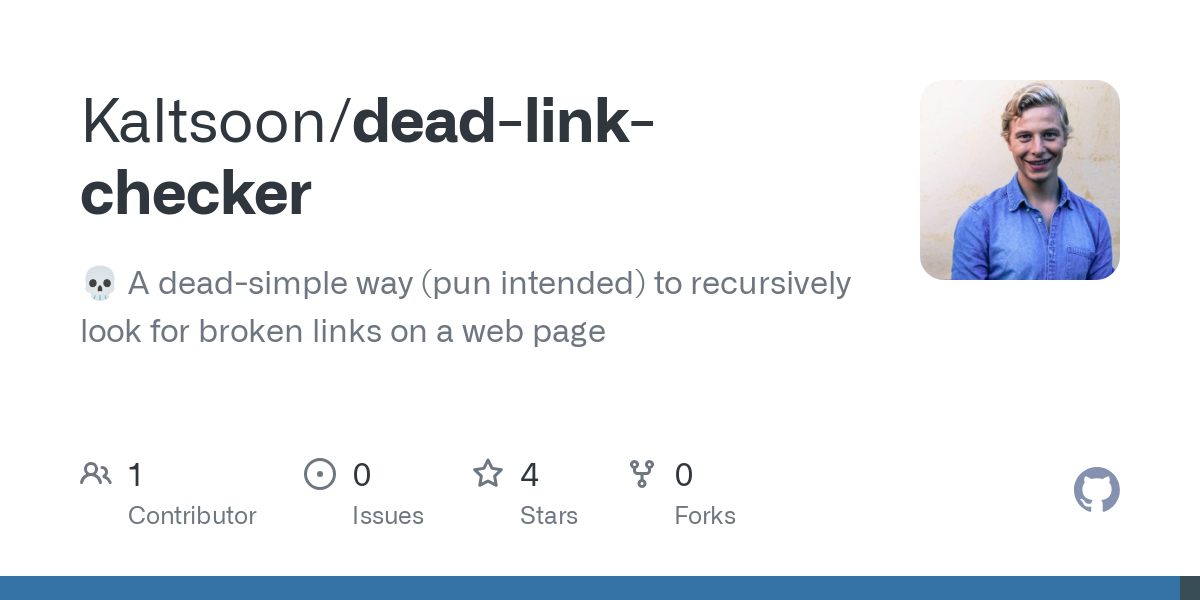 Kaltsoon/dead-link-
checker
💀 A dead-simple way (pun intended) to recursively
look for broken links on a web page
1 0 4 0
Contributor Issues Stars Forks